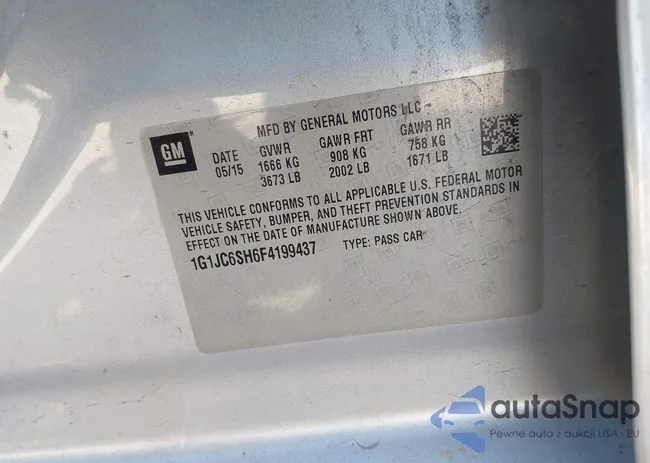 GM
MFD BY GENERAL MOTORS LLC
DATE GVWR GAWR FRT GAWR RR
05/15 1666 KG 908 KG 758 KG
3673 LB 2002 LB 1671 LB
THIS VEHICLE CONFORMS TO ALL APPLICABLE U.S. FEDERAL MOTOR
VEHICLE SAFETY, BUMPER, AND THEFT PREVENTION STANDARDS IN
EFFECT ON THE DATE OF MANUFACTURE SHOWN ABOVE.
1G1JC6SH6F4199437 TYPE: PASS CAR
autaSnap
Pewne auta z aukcji USA i EU